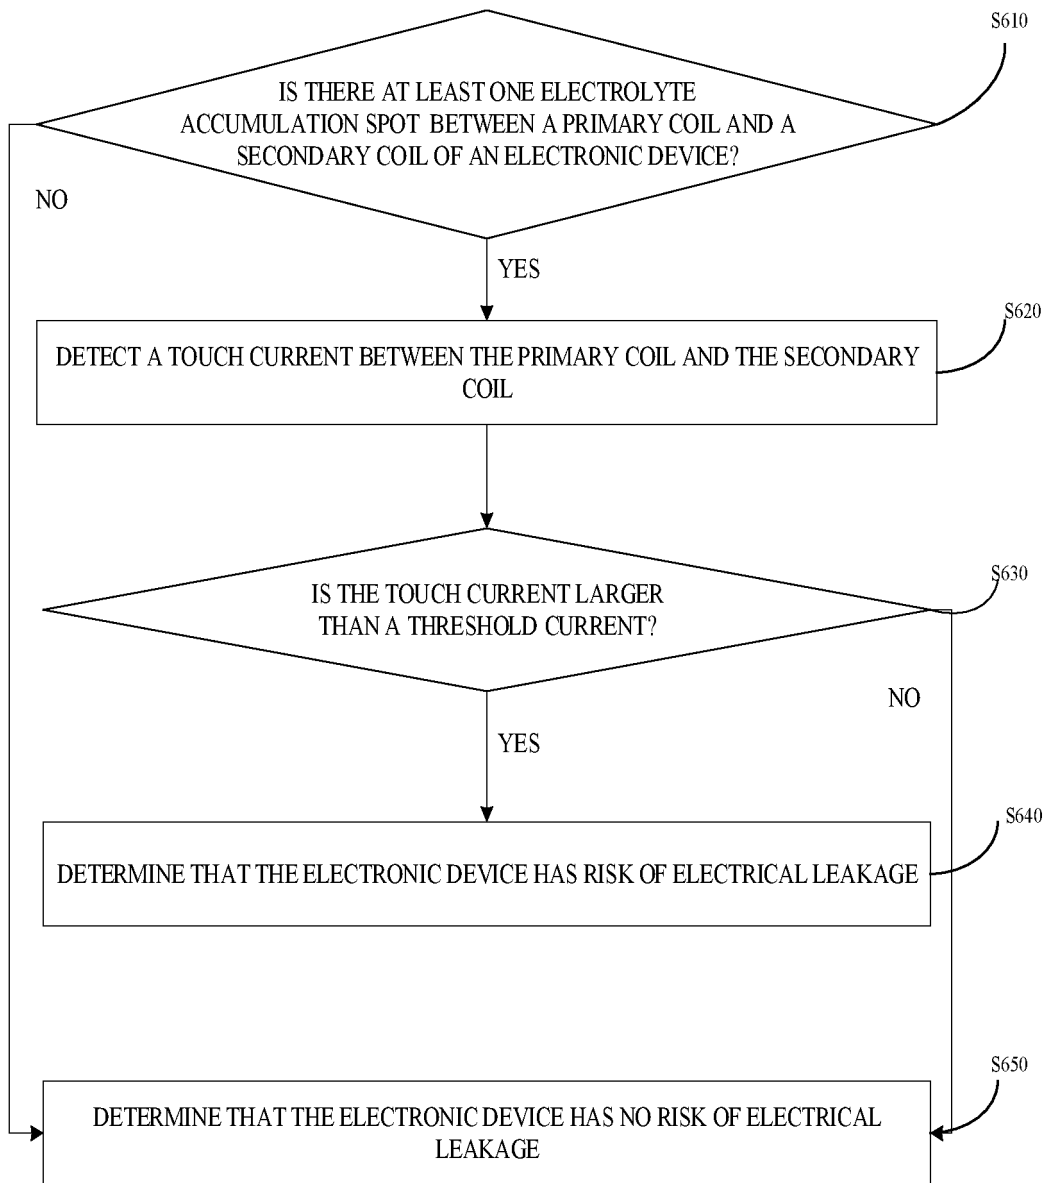 S610
IS THERE AT LEAST ONE ELECTROLYTE
ACCUMULATION SPOT BETWEEN A PRIMARY COIL AND A
SECONDARY COIL OF AN ELECTRONIC DEVICE?
NO
YES
S620
DETECT A TOUCH CURRENT BETWEEN THE PRIMARY COIL AND THE SECONDARY
COIL
S630
IS THE TOUCH CURRENT LARGER
THAN A THRESHOLD CURRENT?
NO
YES
S640
DETERMINE THAT THE ELECTRONIC DEVICE HAS RISK OF ELECTRICAL LEAKAGE
S650
DETERMINE THAT THE ELECTRONIC DEVICE HAS NO RISK OF ELECTRICAL
LEAKAGE